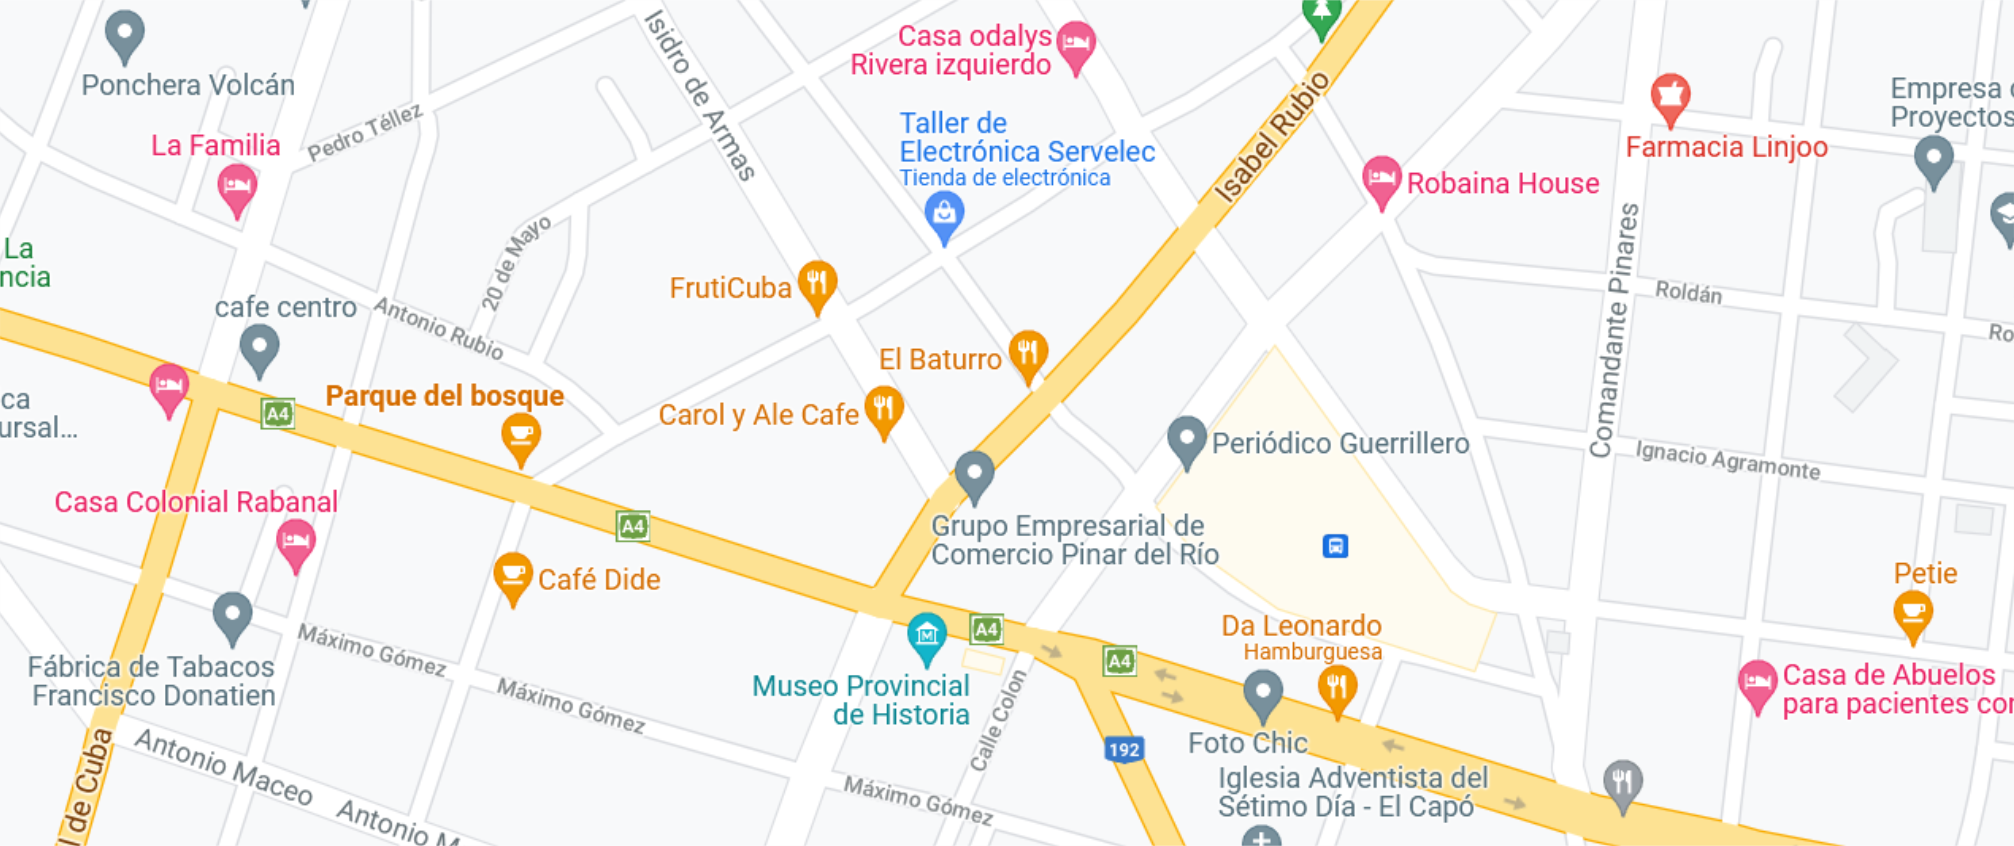 Ponchera Volcán
La Familia
Pedro Téllez
Isidro de Armas
Casa odalys
Rivera izquierdo
Taller de
Electrónica Servelec
Tienda de electrónica
Isabel Rubio
Robaina House
Farmacia Linjoo
Empresa
Proyectos
La
ncia
cafe centro
20 de Mayo
Antonio Rubio
FrutiCuba
El Baturro
Carol y Ale Cafe
Parque del bosque
A4
ca
ursal...
Comandante Pinares
Roldán
Ro
Periódico Guerrillero
Ignacio Agramonte
Casa Colonial Rabanal
A4
Café Dide
Grupo Empresarial de
Comercio Pinar del Río
Fábrica de Tabacos
Francisco Donatien
Máximo Gómez
Máximo Gómez
Máximo Gómez
M
Museo Provincial
de Historia
A4
A4
Calle Colon
192
Da Leonardo
Hamburguesa
Foto Chic
Iglesia Adventista del
Sétimo Día - El Capó
Petie
Casa de Abuelos
para pacientes con
l de Cuba
Antonio Maceo
Antonio M